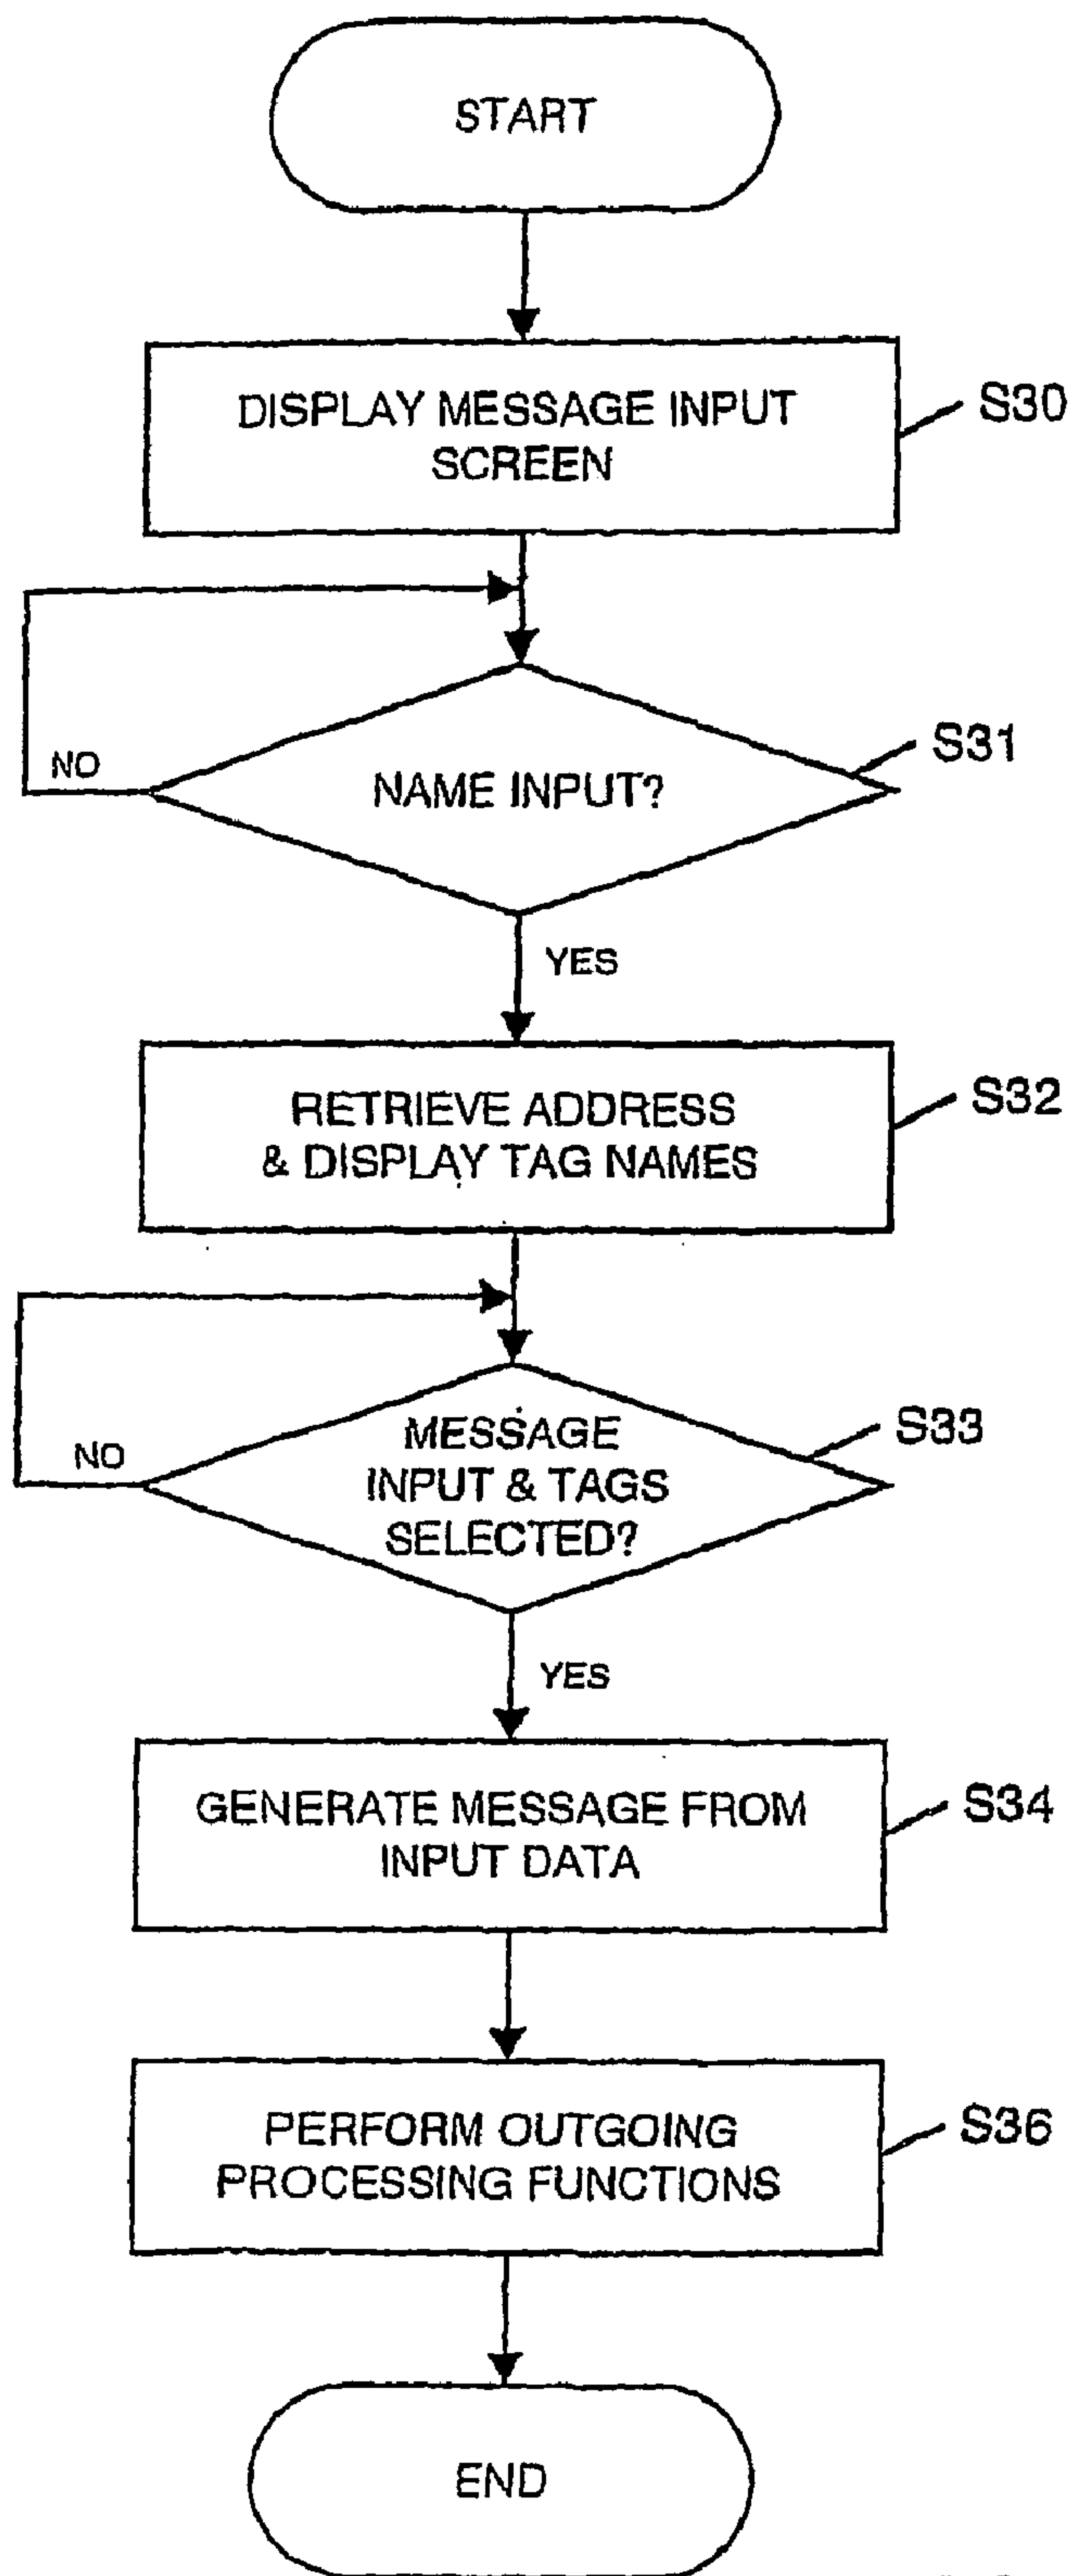 START
DISPLAY MESSAGE INPUT
SCREEN
S30
NAME INPUT?
S31
NO
YES
RETRIEVE ADDRESS
& DISPLAY TAG NAMES
S32
MESSAGE
INPUT & TAGS
SELECTED?
S33
NO
YES
GENERATE MESSAGE FROM
INPUT DATA
S34
PERFORM OUTGOING
PROCESSING FUNCTIONS
S36
END